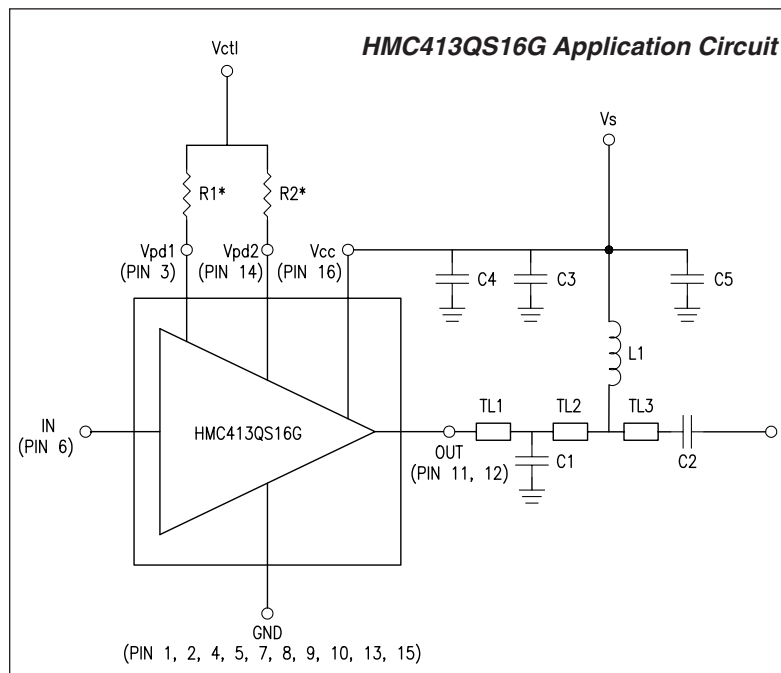 HMC413QS16G Application Circuit
Vctl
Vs
R1*
R2*
Vpd1
(PIN 3)
Vpd2
(PIN 14)
Vcc
(PIN 16)
C4
C3
C5
L1
IN
(PIN 6)
HMC413QS16G
TL1
TL2
TL3
OUT
(PIN 11, 12)
C1
C2
GND
(PIN 1, 2, 4, 5, 7, 8, 9, 10, 13, 15)